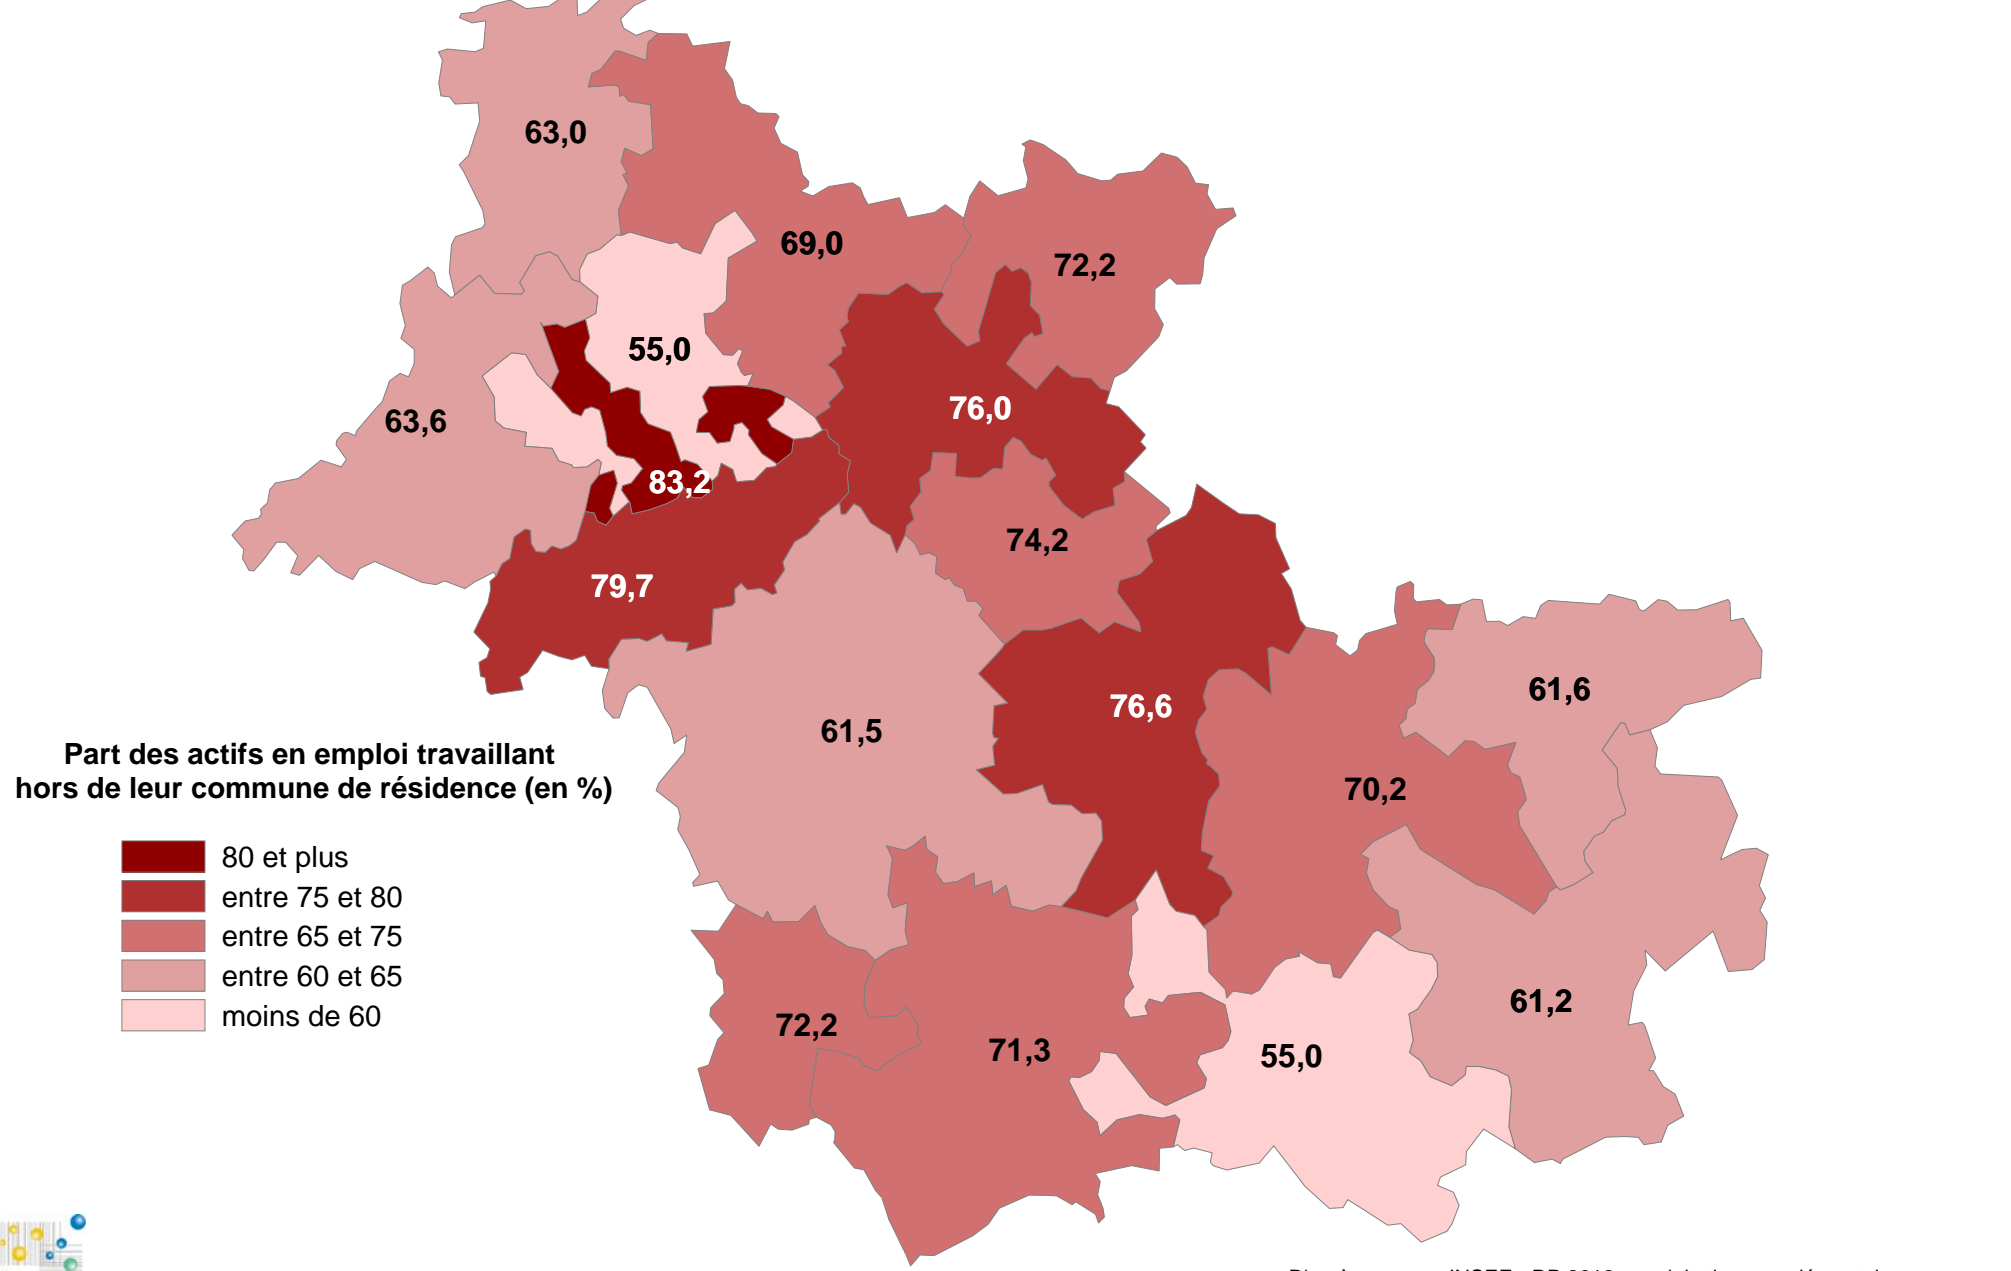 63,0
69,0
72,2
55,0
76,0
63,6
83,2
74,2
79,7
61,6
76,6
61,5
Part des actifs en emploi travaillant
hors de leur commune de résidence (en %)
70,2
80 et plus
entre 75 et 80
entre 65 et 75
entre 60 et 65
moins de 60
61,2
72,2
71,3
55,0